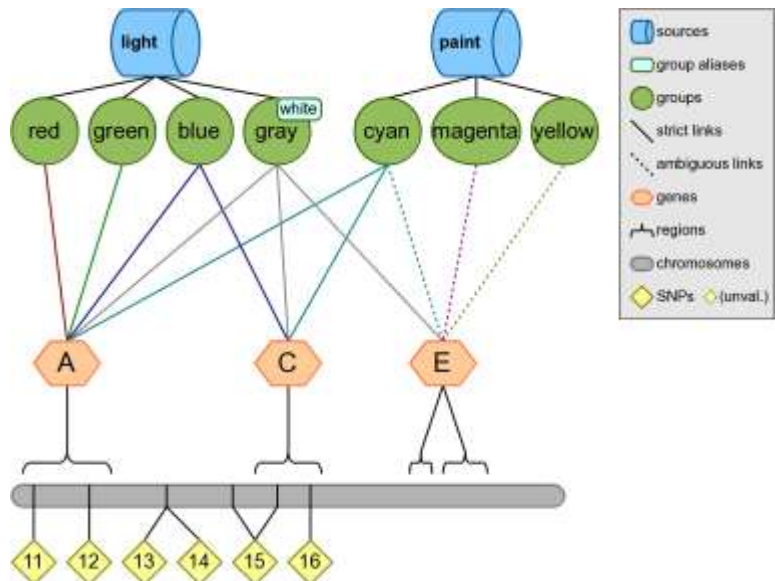 light paint
red green blue gray white cyan magenta yellow
A C E
11 12 13 14 15 16
sources
group aliases
groups
strict links
ambiguous links
genes
regions
chromosomes
SNPs (unval.)